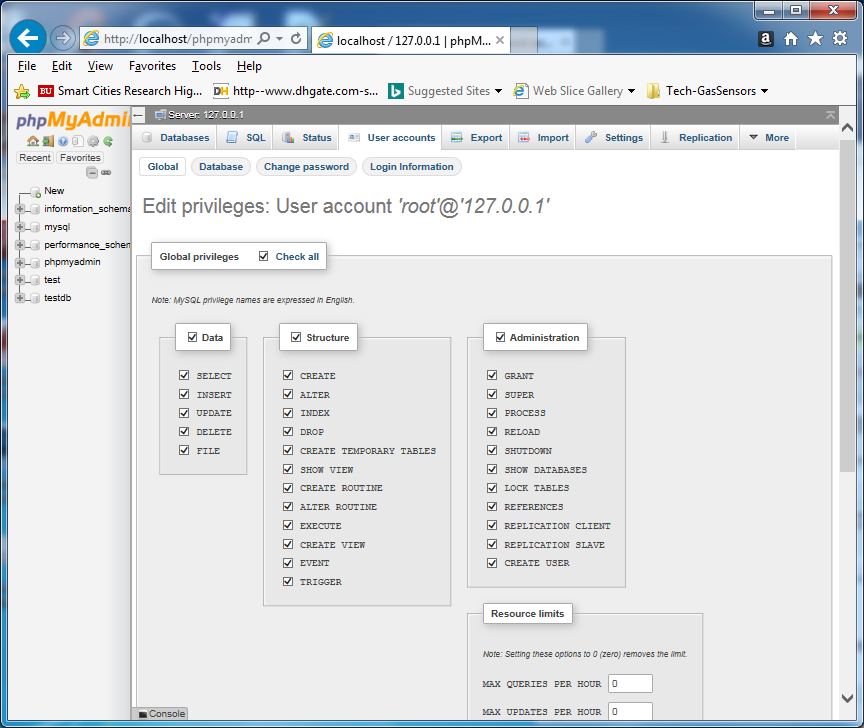 http://localhost/phpmyadm
localhost / 127.0.0.1 | phpM...
File Edit View Favorites Tools Help
BU Smart Cities Research Hig... DH http--www.dhgate.com-s... Suggested Sites Web Slice Gallery Tech-GasSensors
phpMyAdmi
Recent Favorites
New
information_schema
mysql
performance_schem
phpmyadmin
test
testdb
Server: 127.0.0.1
Databases SQL Status User accounts Export Import Settings Replication More
Global Database Change password Login Information
Edit privileges: User account 'root'@'127.0.0.1'
Global privileges Check all
Note: MySQL privilege names are expressed in English.
Data
SELECT
INSERT
UPDATE
DELETE
FILE
Structure
CREATE
ALTER
INDEX
DROP
CREATE TEMPORARY TABLES
SHOW VIEW
CREATE ROUTINE
ALTER ROUTINE
EXECUTE
CREATE VIEW
EVENT
TRIGGER
Administration
GRANT
SUPER
PROCESS
RELOAD
SHUTDOWN
SHOW DATABASES
LOCK TABLES
REFERENCES
REPLICATION CLIENT
REPLICATION SLAVE
CREATE USER
Resource limits
Note: Setting these options to 0 (zero) removes the limit.
MAX QUERIES PER HOUR 0
MAX UPDATES PER HOUR 0
Console